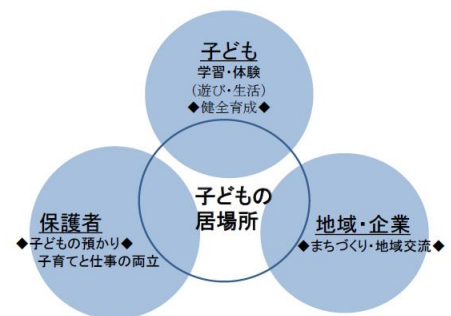 子ども
学習・体験
(遊び・生活)
◆健全育成◆
子どもの
居場所
保護者
◆子どもの預かり◆
子育てと仕事の両立
地域・企業
◆まちづくり・地域交流◆